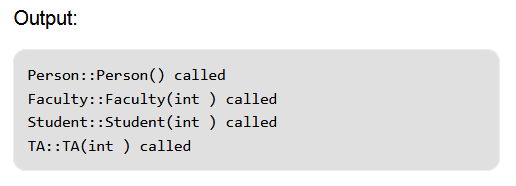 Output:
Person::Person() called
Faculty::Faculty(int ) called
Student::Student(int ) called
TA::TA(int ) called